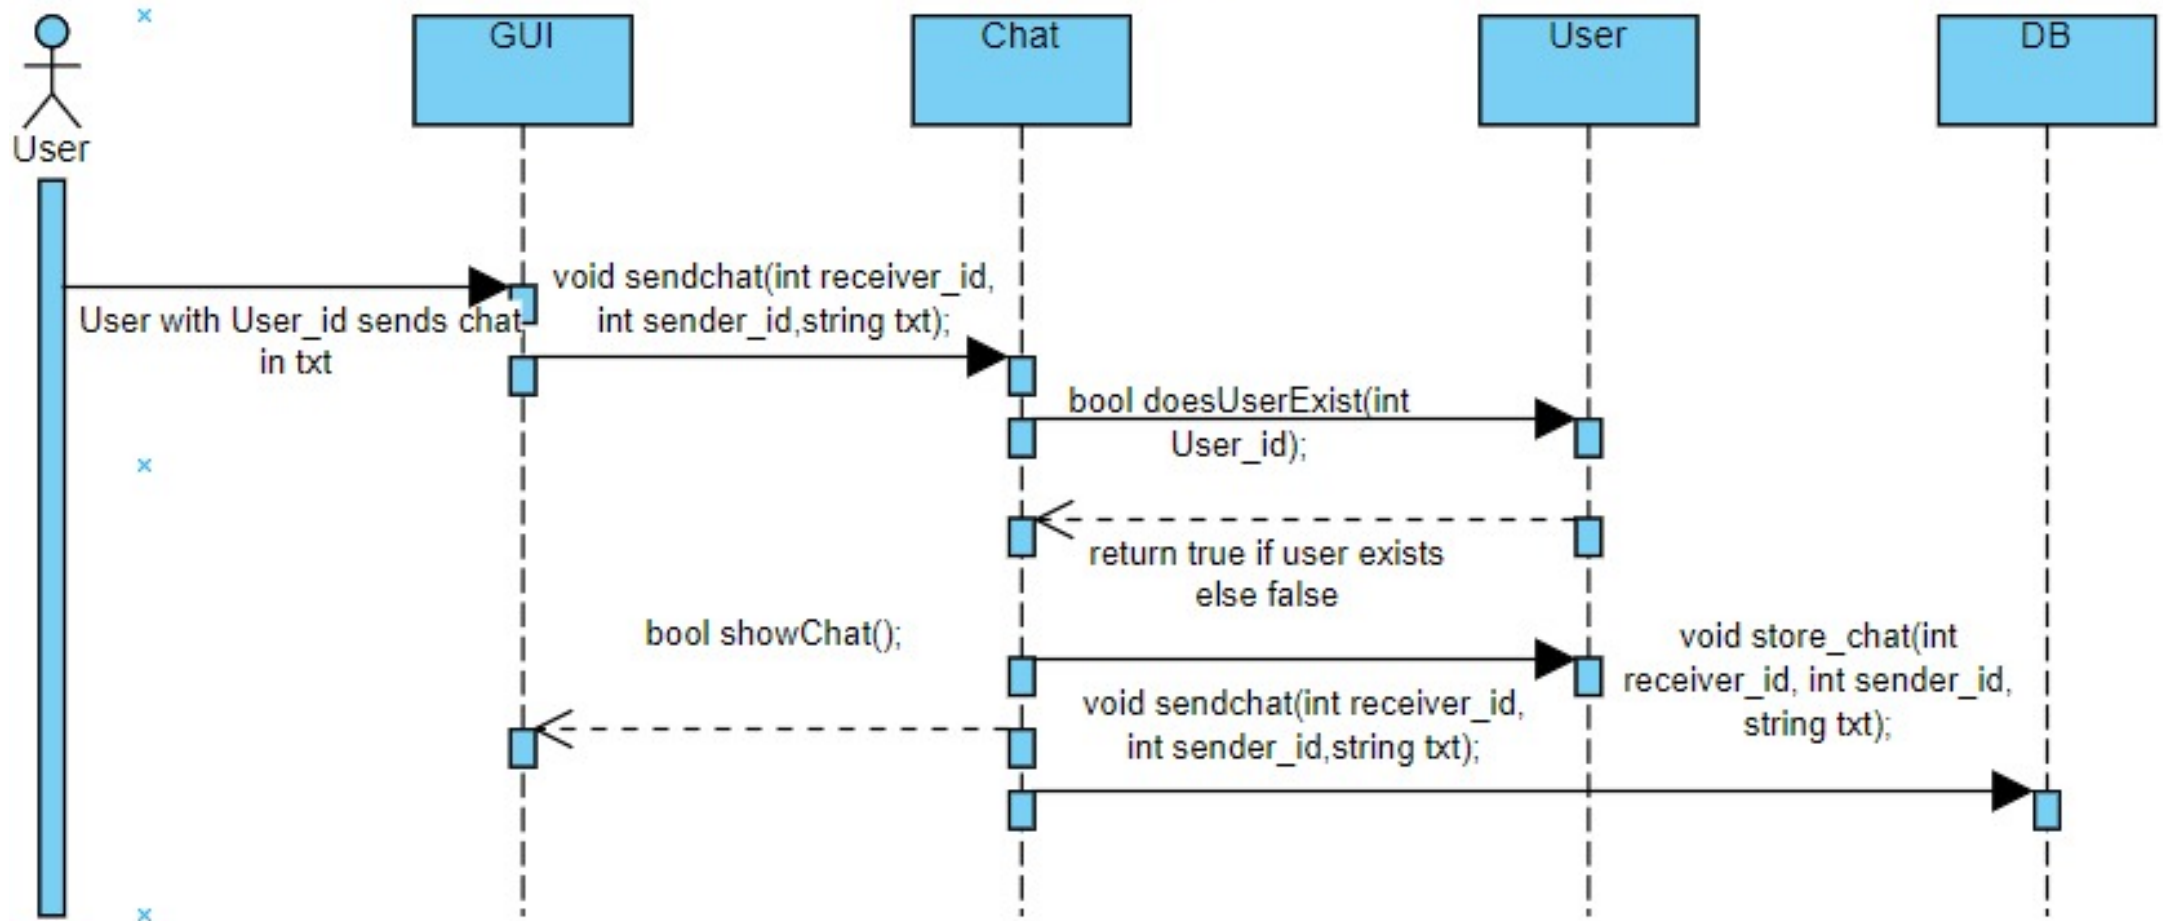 GUI
Chat
User
DB
User
void sendchat(int receiver_id,
int sender_id,string txt);
User with User_id sends chat
in txt
bool doesUserExist(int
User_id);
return true if user exists
else false
bool showChat();
void sendchat(int receiver_id,
int sender_id,string txt);
void store_chat(int
receiver_id, int sender_id,
string txt);